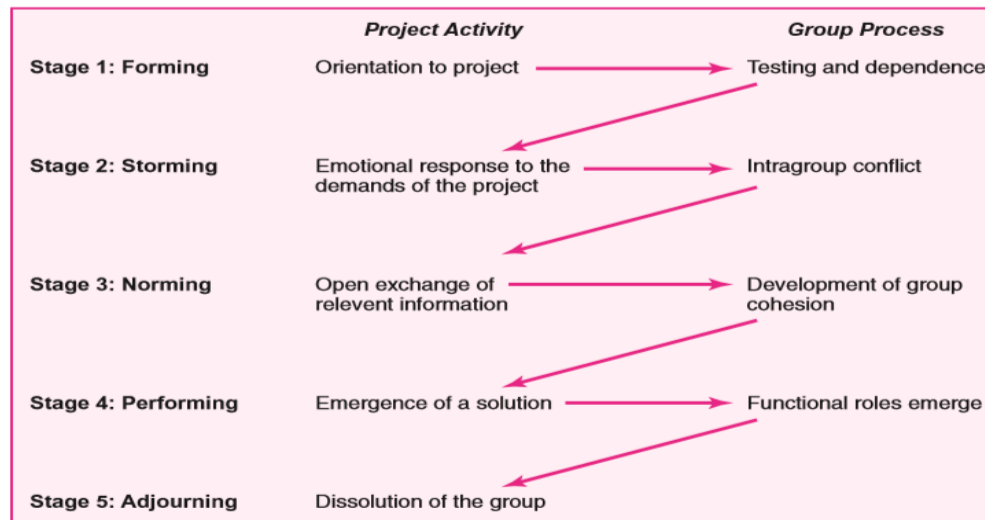 Project Activity Group Process
Stage 1: Forming Orientation to project Testing and dependence
Stage 2: Storming Emotional response to the Intragroup conflict
demands of the project
Stage 3: Norming Open exchange of Development of group
relevent information cohesion
Stage 4: Performing Emergence of a solution Functional roles emerge
Stage 5: Adjourning Dissolution of the group